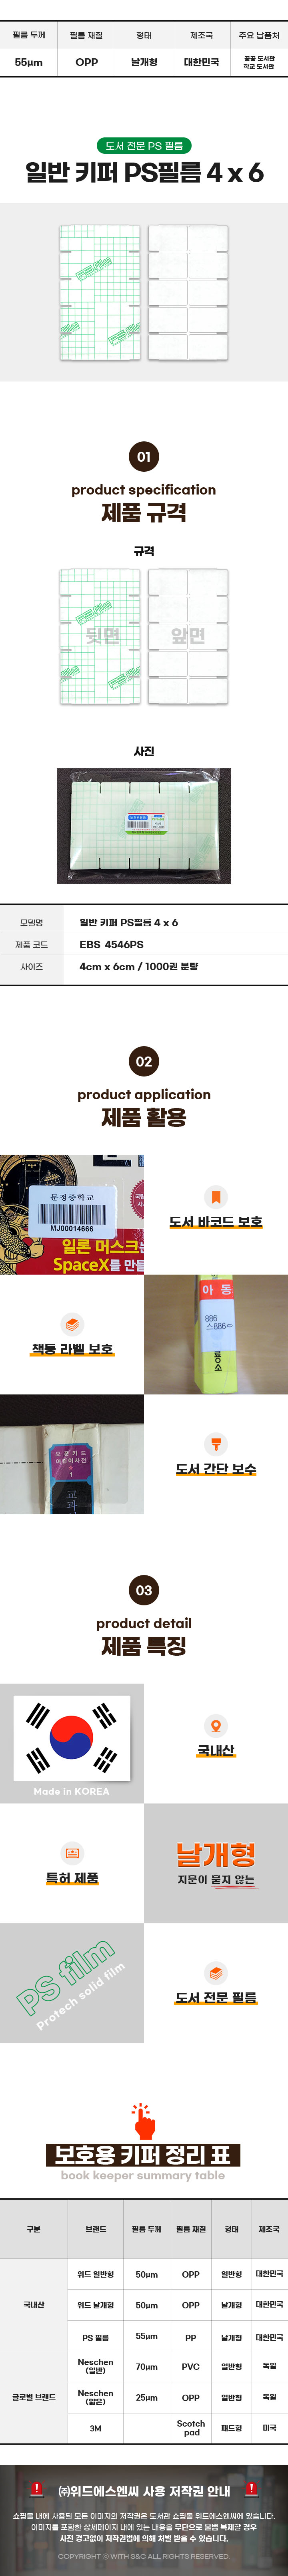 필름 두께 필름 재질 형태 제조국 주요 납품처
55μm OPP 날개형 대한민국 공공 도서관
학교 도서관
도서 전문 PS 필름
일반 키퍼 PS필름 4 x 6
01
product specification
제품 규격
규격
뒷면 앞면
사진
모델명 일반 키퍼 PS필름 4 x 6
제품 코드 EBS-4546PS
사이즈 4cm x 6cm / 1000권 분량
02
product application
제품 활용
문정중학교
MJ00014666
일론 머스크
SpaceX를 만들
도서 바코드 보호
책등 라벨 보호
아동
886
용소
오픈키드
어린이사전
1
교과
도서 간단 보수
03
product detail
제품 특징
Made in KOREA
국내산
특허 제품
날개형
지문이 묻지 않는
PS film
Protech solid film
도서 전문 필름
보호용 키퍼 정리 표
book keeper summary table
구분 브랜드 필름 두께 필름 재질 형태 제조국
국내산 위드 일반형 50μm OPP 일반형 대한민국
위드 날개형 50μm OPP 날개형 대한민국
PS 필름 55μm PP 날개형 대한민국
글로벌 브랜드 Neschen
(일반) 70μm PVC 일반형 독일
Neschen
(얇은) 25μm OPP 일반형 독일
3M Scotch
pad 패드형 미국
㈜위드에스엔씨 사용 저작권 안내
쇼핑몰 내에 사용된 모든 이미지의 저작권은 도서관 쇼핑몰 위드에스엔씨에 있습니다.
이미지를 포함한 상세페이지 내에 있는 내용을 무단으로 불법 복제할 경우
사전 경고없이 저작권법에 의해 처벌 을 받을 수 있습니다.
COPYRIGHT ⓒ WITH S&C ALL RIGHTS RESERVED.